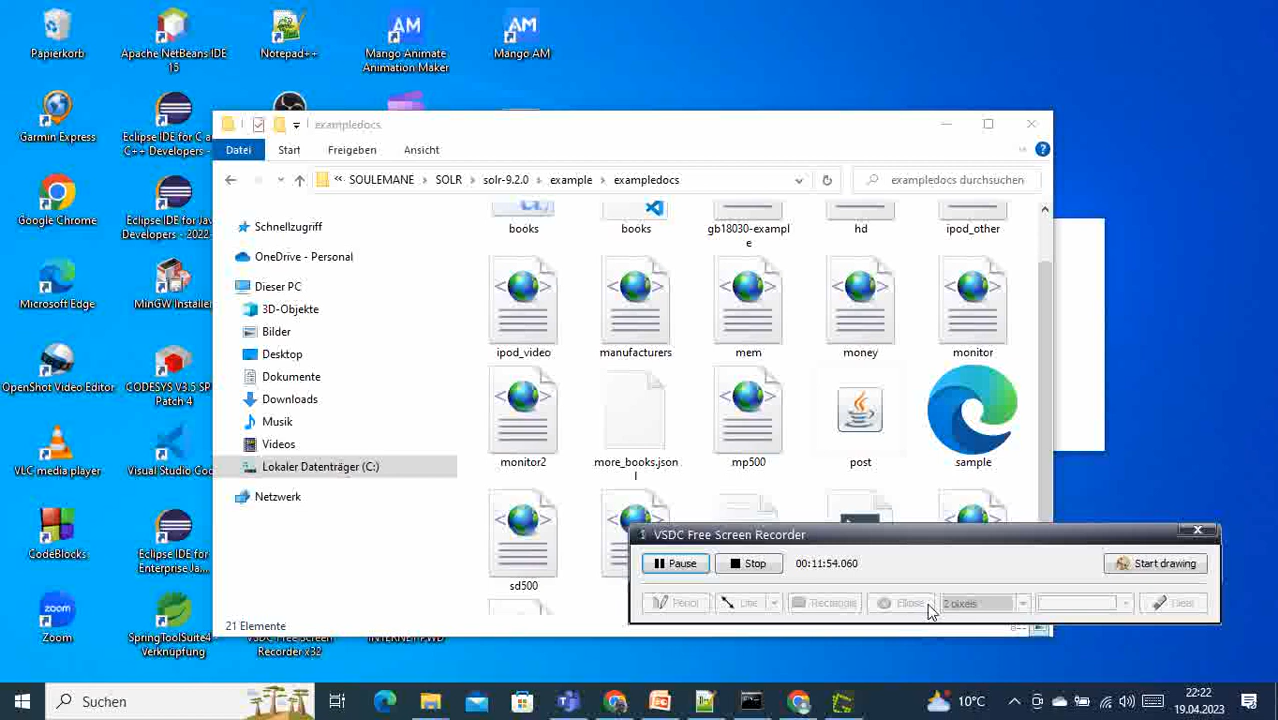 Papierkorb
Apache NetBeans IDE
15
Notepad++
Mango Animate
Animation Maker
Mango AM
Garmin Express
Eclipse IDE for C a
C++ Developers -
Google Chrome
Eclipse IDE for Java
Developers - 2022-
Microsoft Edge
MinGW Installer
OpenShot Video Editor
CODESYS V3.5 SP
Patch 4
VLC media player
Visual Studio Cod
CodeBlocks
Eclipse IDE for
Enterprise Ja...
Zoom
SpringToolSuite4 -
Verknüpfung
Recorder x32
exampledocs
Datei
Start
Freigeben
Ansicht
SOULEMANE
SOLR
solr-9.2.0
example
exampledocs
exampledocs durchsuchen
Schnellzugriff
OneDrive - Personal
Dieser PC
3D-Objekte
Bilder
Desktop
Dokumente
Downloads
Musik
Videos
Lokaler Datenträger (C:)
Netzwerk
books
books
gb18030-exampl
e
hd
ipod_other
ipod_video
manufacturers
mem
money
monitor
monitor2
more_books.json
l
mp500
post
sample
sd500
21 Elemente
VSDC Free Screen Recorder
Pause
Stop
00:11:54.060
Start drawing
Pencil
Line
Rectangle
Ellipse
2 pixels
Clear
Suchen
10°C
22:22
19.04.2023